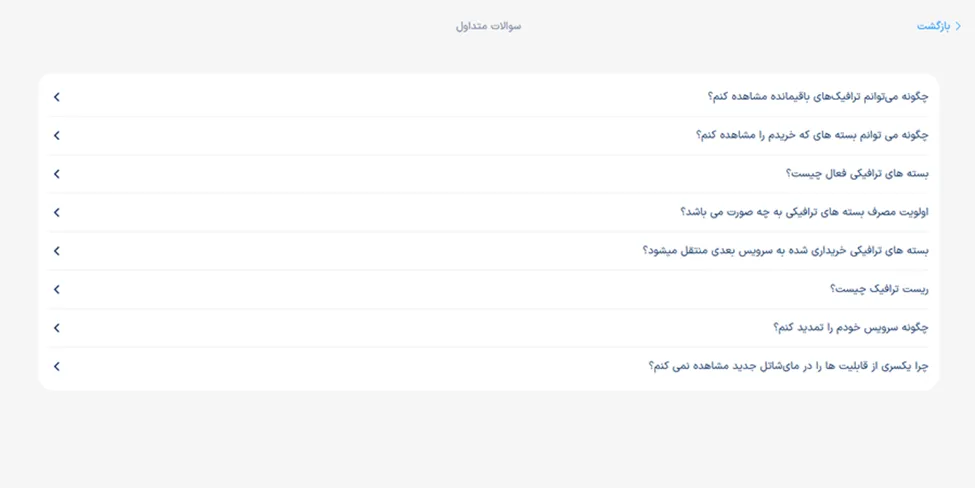 بازگشت
سوالات متداول
چگونه می‌توانم ترافیک‌های باقیمانده مشاهده کنم؟
چگونه می توانم بسته های که خریدم را مشاهده کنم؟
بسته های ترافیکی فعال چیست؟
اولویت مصرف بسته های ترافیکی به چه صورت می باشد؟
بسته های ترافیکی خریداری شده به سرویس بعدی منتقل میشود؟
ریست ترافیک چیست؟
چگونه سرویس خودم را تمدید کنم؟
چرا یکسری از قابلیت ها را در مای‌شاتل جدید مشاهده نمی کنم؟